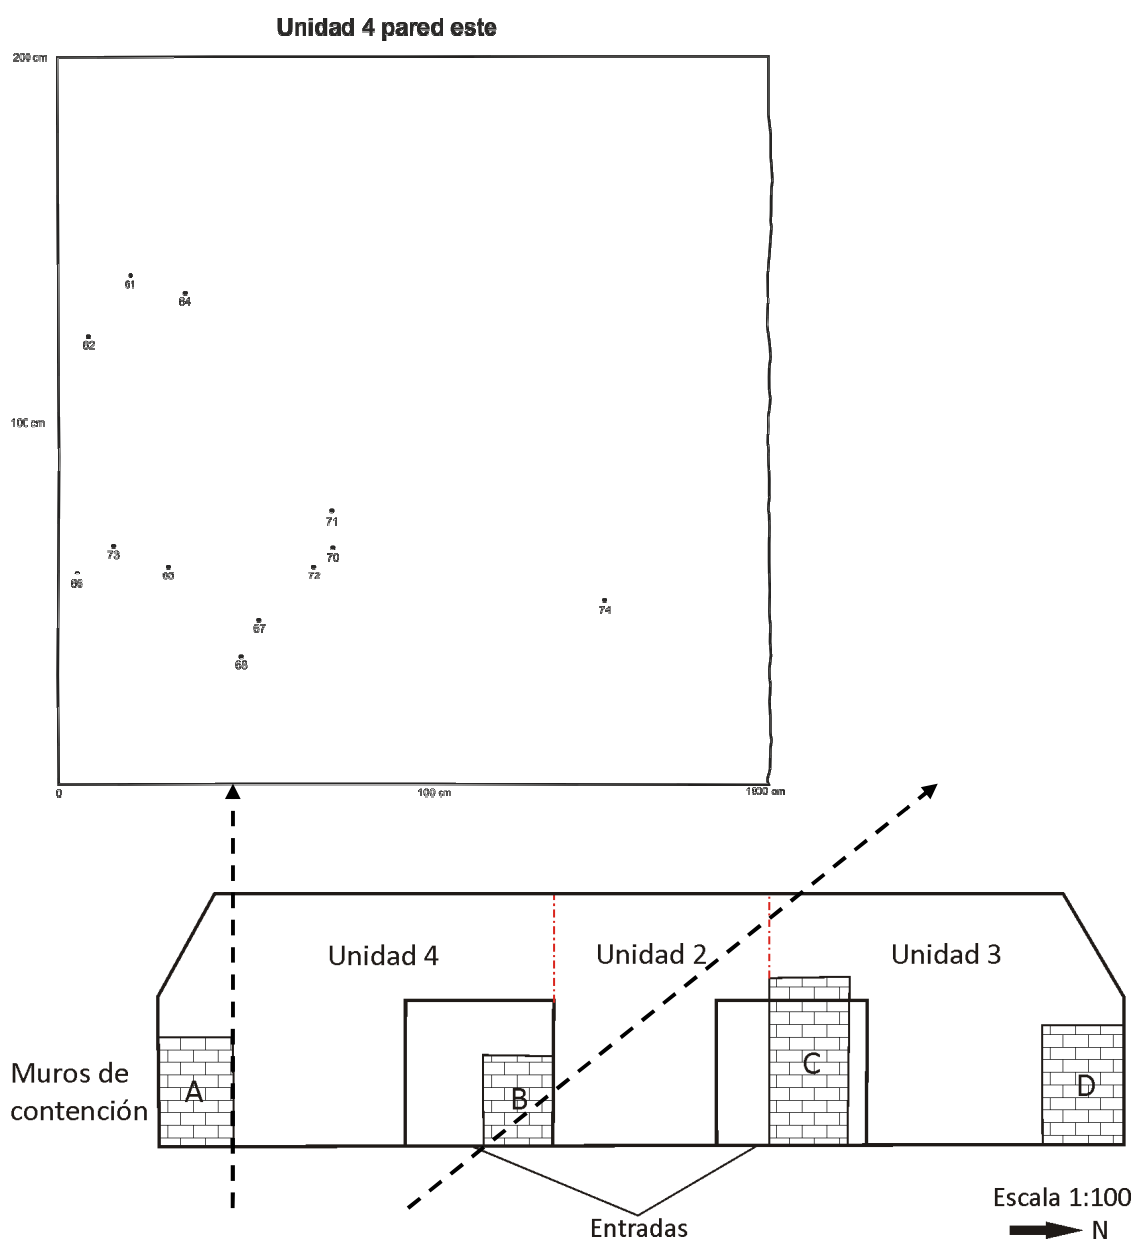 Unidad 4 pared este
200 cm
61
64
62
100 cm
71
73
70
72
74
67
68
0
100 cm
Unidad 4
Unidad 2
Unidad 3
Muros de
contención
A
B
C
D
Entradas
Escala 1:100
N